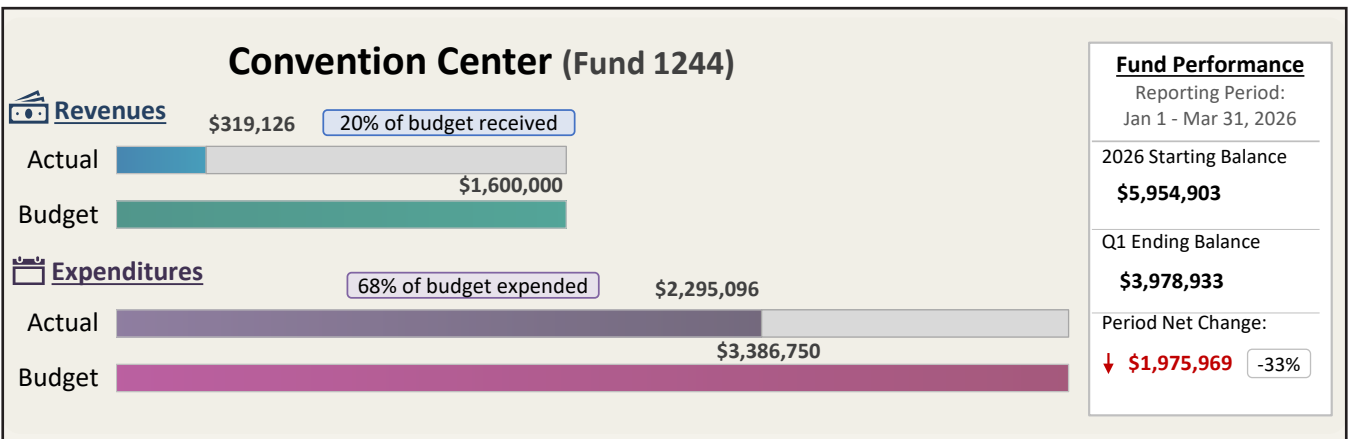 Convention Center (Fund 1244)
Revenues
$319,126
20% of budget received
Actual
$1,600,000
Budget
Expenditures
68% of budget expended
$2,295,096
Actual
$3,386,750
Budget
Fund Performance
Reporting Period:
Jan 1 - Mar 31, 2026
2026 Starting Balance
$5,954,903
Q1 Ending Balance
$3,978,933
Period Net Change:
↓ $1,975,969 -33%